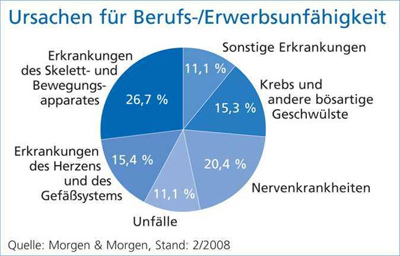 Ursachen für Berufs-/Erwerbsunfähigkeit
Erkrankungen
des Skelett- und
Bewegungs-
apparates
26,7 %
Sonstige Erkrankungen
11,1 %
Krebs und
andere bösartige
Geschwülste
15,3 %
Erkrankungen
des Herzens
und des
Gefäßsystems
15,4 %
20,4 %
Nervenkrankheiten
11,1 %
Unfälle
Quelle: Morgen & Morgen, Stand: 2/2008